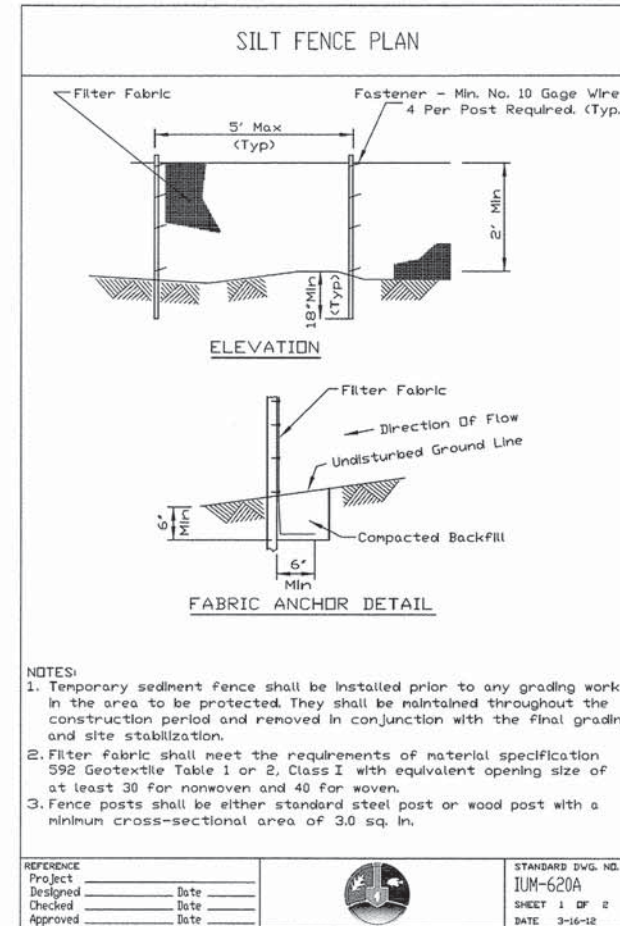 SILT FENCE PLAN
Filter Fabric
Fastener - Min. No. 10 Gage Wire
4 Per Post Required. (Typ.
5' Max
(Typ)
2' Min
18"Min
(Typ)
ELEVATION
Filter Fabric
Direction Of Flow
Undisturbed Ground Line
6"
Min
Compacted Backfill
6"
Min
FABRIC ANCHOR DETAIL
NOTES:
1. Temporary sediment fence shall be installed prior to any grading work
in the area to be protected. They shall be maintained throughout the
construction period and removed in conjunction with the final gradin
and site stabilization.
2. Filter fabric shall meet the requirements of material specification
592 Geotextile Table 1 or 2, Class I with equivalent opening size of
at least 30 for nonwoven and 40 for woven.
3. Fence posts shall be either standard steel post or wood post with a
minimum cross-sectional area of 3.0 sq. in.
REFERENCE
Project
Designed Date
Checked Date
Approved Date
STANDARD DWG. NO.
IUM-620A
SHEET 1 OF 2
DATE 3-16-12